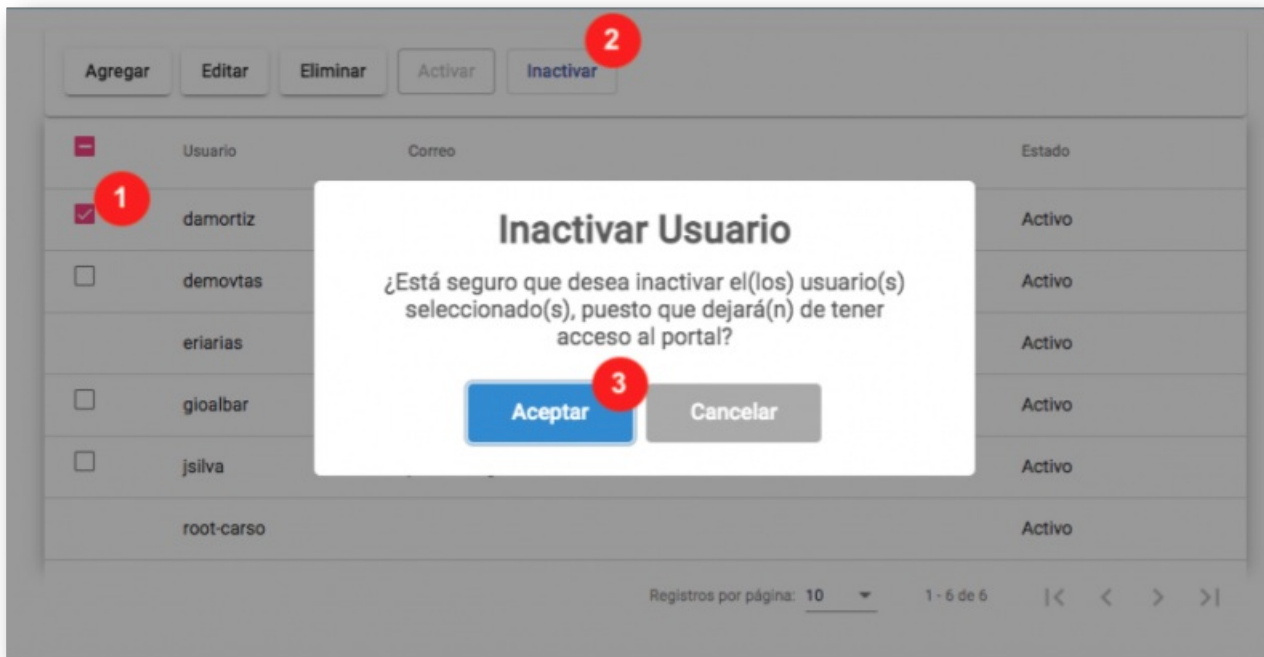 2
Agregar Editar Eliminar Activar Inactivar
Usuario Correo Estado
1
damortiz Activo
Inactivar Usuario
demovtas Activo
¿Está seguro que desea inactivar el(los) usuario(s)
seleccionado(s), puesto que dejará(n) de tener
acceso al portal?
eriarias Activo
3
Aceptar Cancelar
gioalbar Activo
jsilva Activo
root-carso Activo
Registros por página: 10 1 - 6 de 6